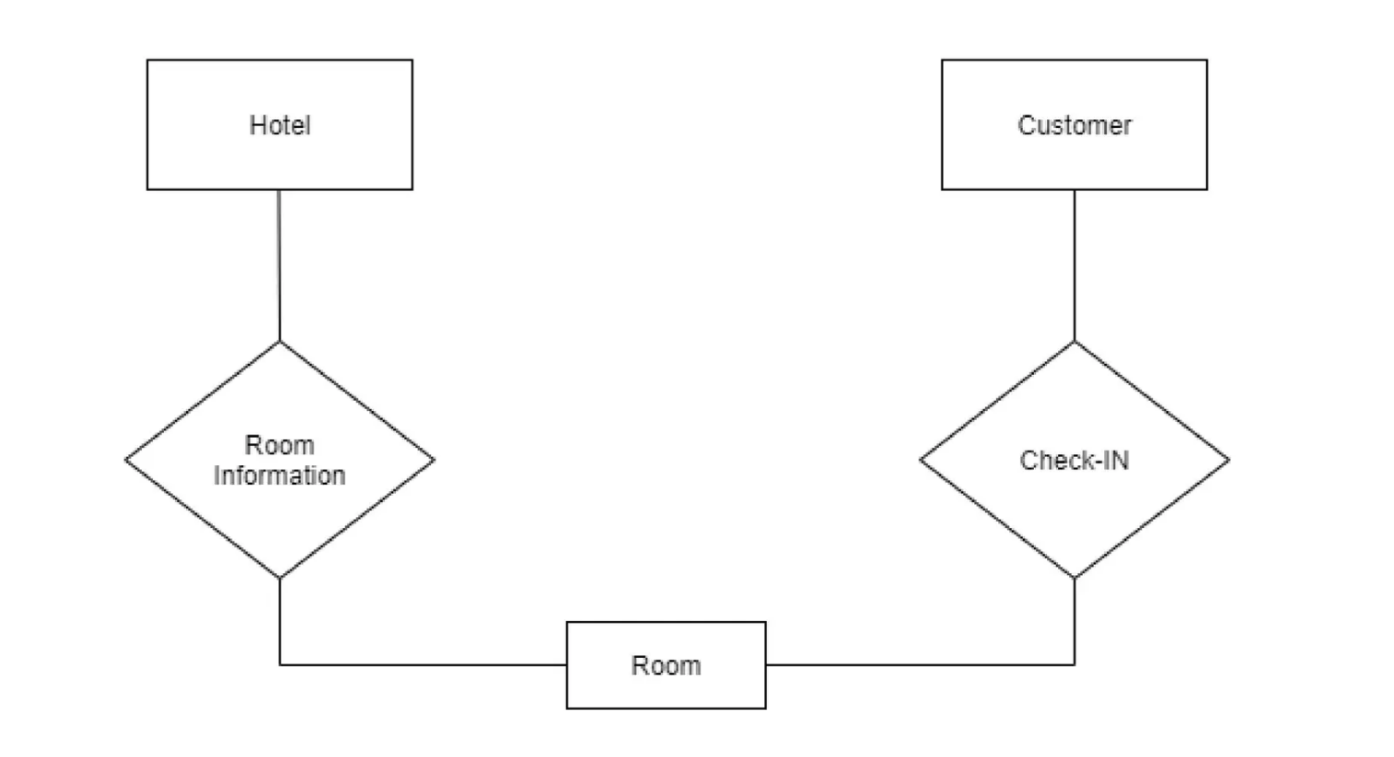 Hotel
Customer
Room
Information
Check-IN
Room